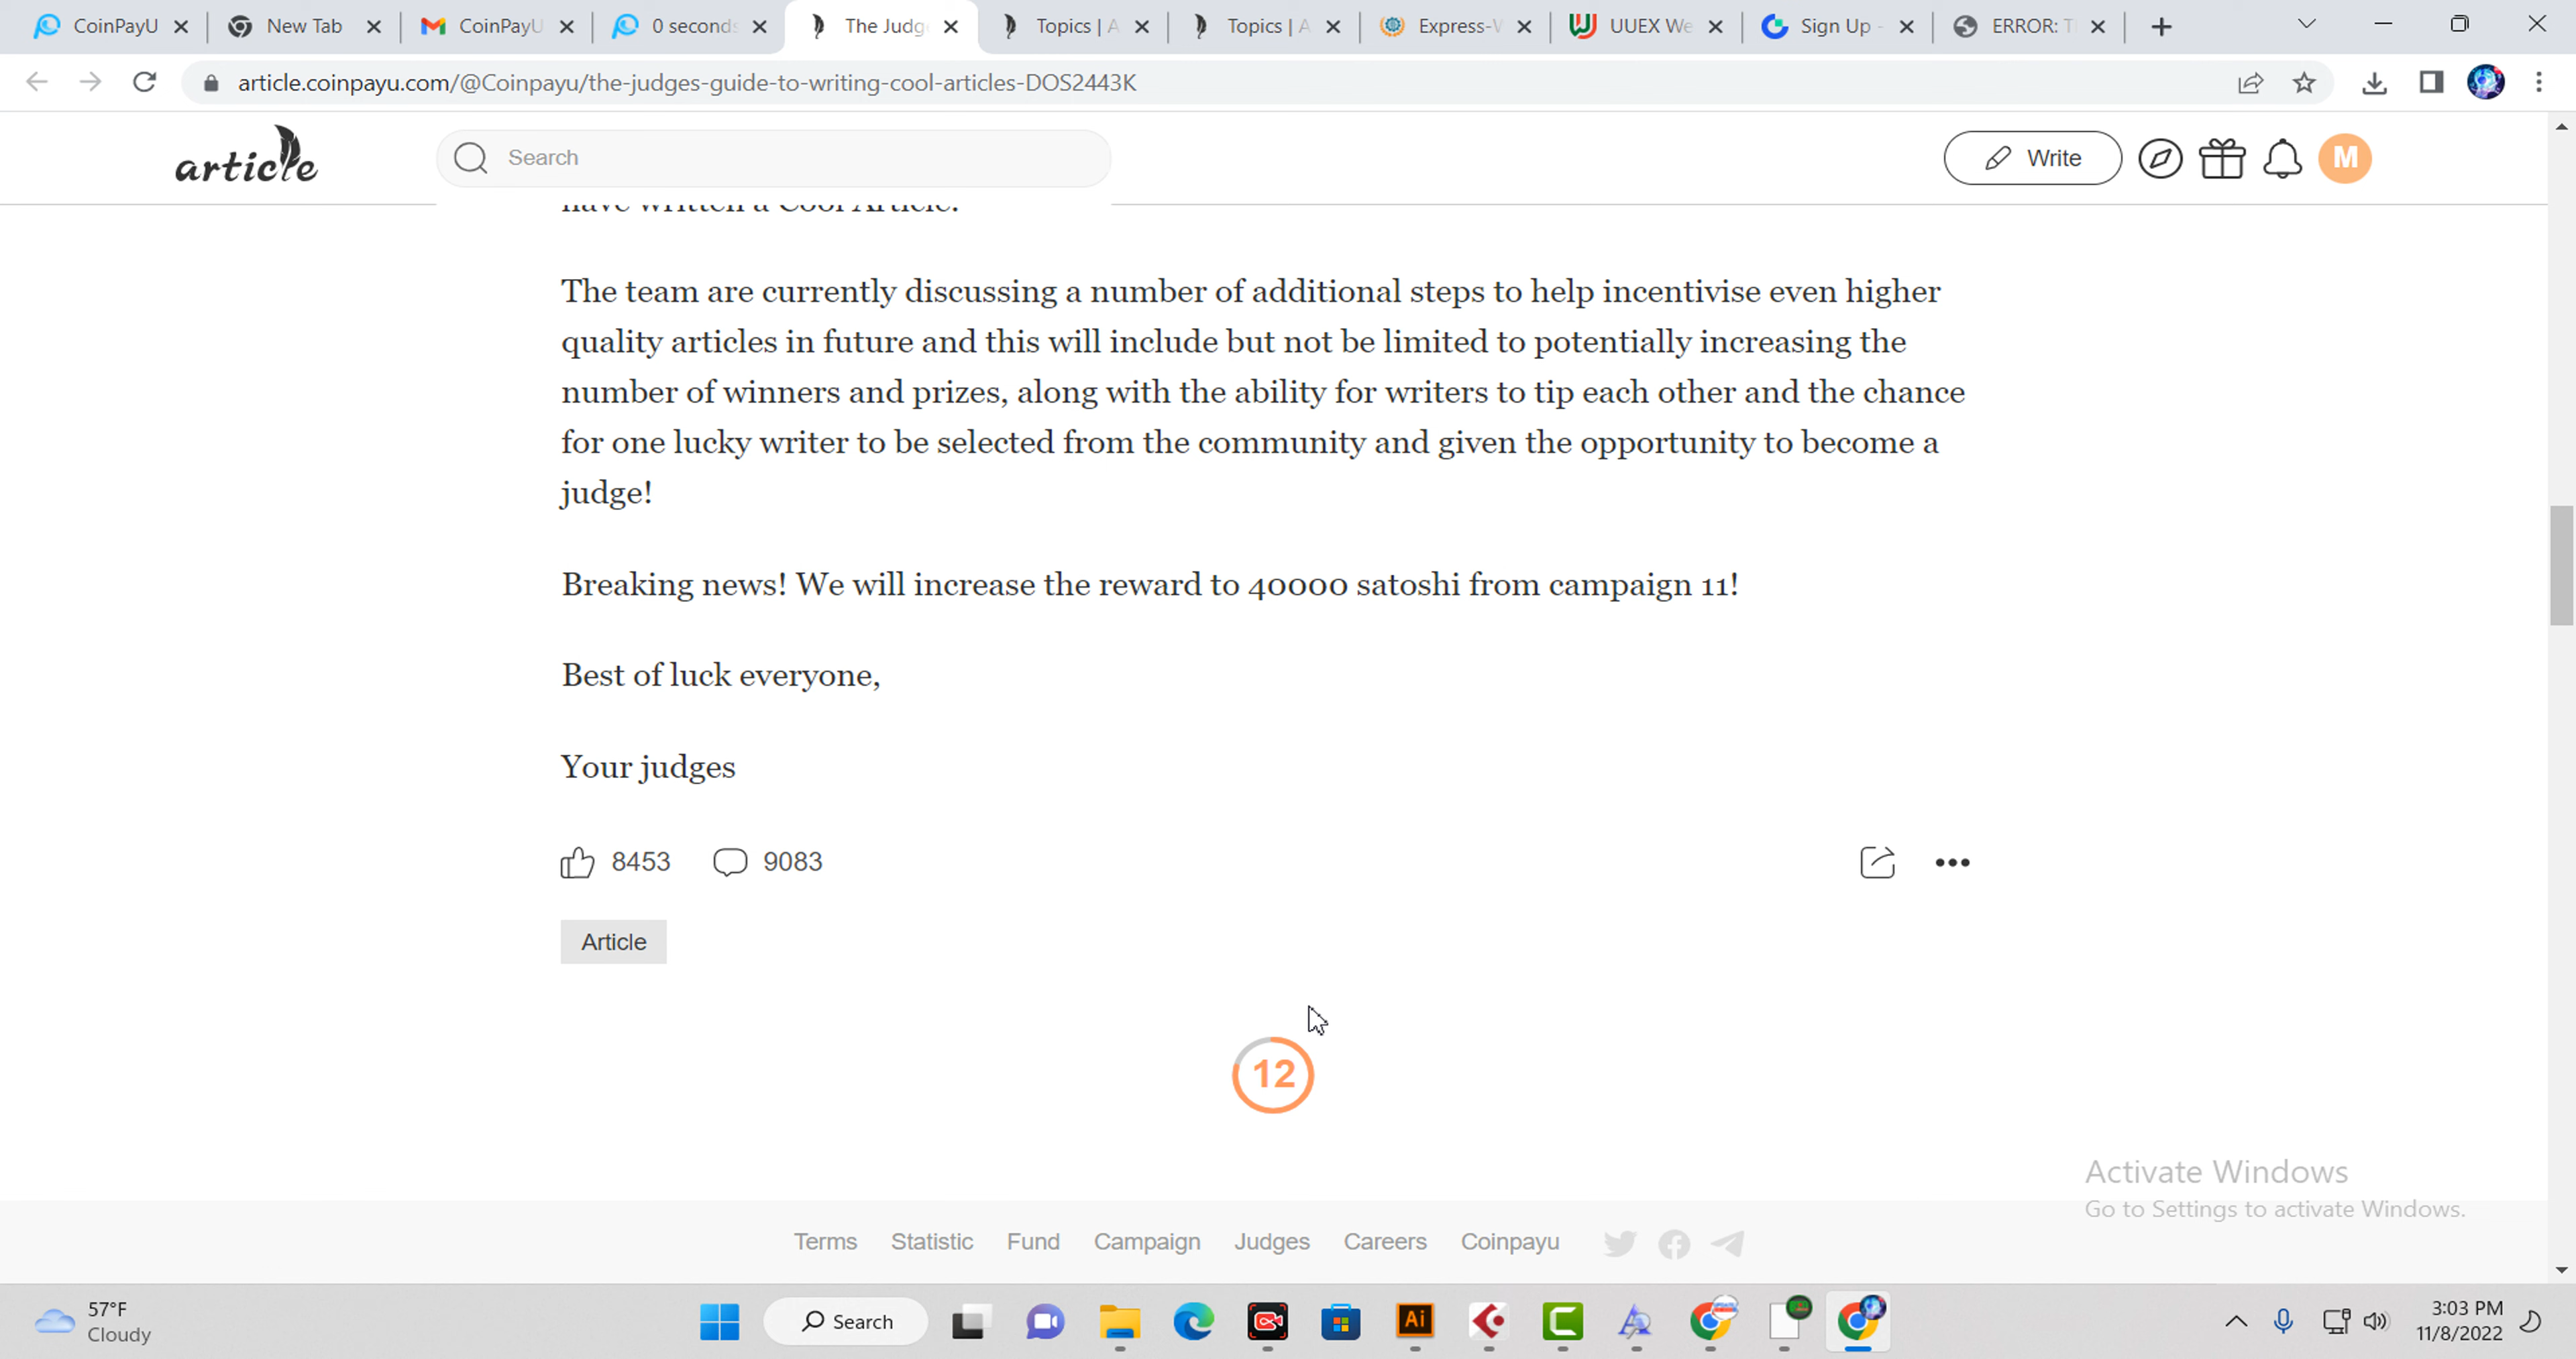 CoinPayU
New Tab
CoinPayU
0 seconds
The Judg
Topics | A
Topics | A
Express-V
UUEX We
Sign Up -
ERROR: T
article.coinpayu.com/@Coinpayu/the-judges-guide-to-writing-cool-articles-DOS2443K
article
Search
Write
M
have written a Cool Article.
The team are currently discussing a number of additional steps to help incentivise even higher
quality articles in future and this will include but not be limited to potentially increasing the
number of winners and prizes, along with the ability for writers to tip each other and the chance
for one lucky writer to be selected from the community and given the opportunity to become a
judge!
Breaking news! We will increase the reward to 40000 satoshi from campaign 11!
Best of luck everyone,
Your judges
8453
9083
Article
12
Activate Windows
Go to Settings to activate Windows.
Terms
Statistic
Fund
Campaign
Judges
Careers
Coinpayu
57°F
Cloudy
Search
Ai
3:03 PM
11/8/2022